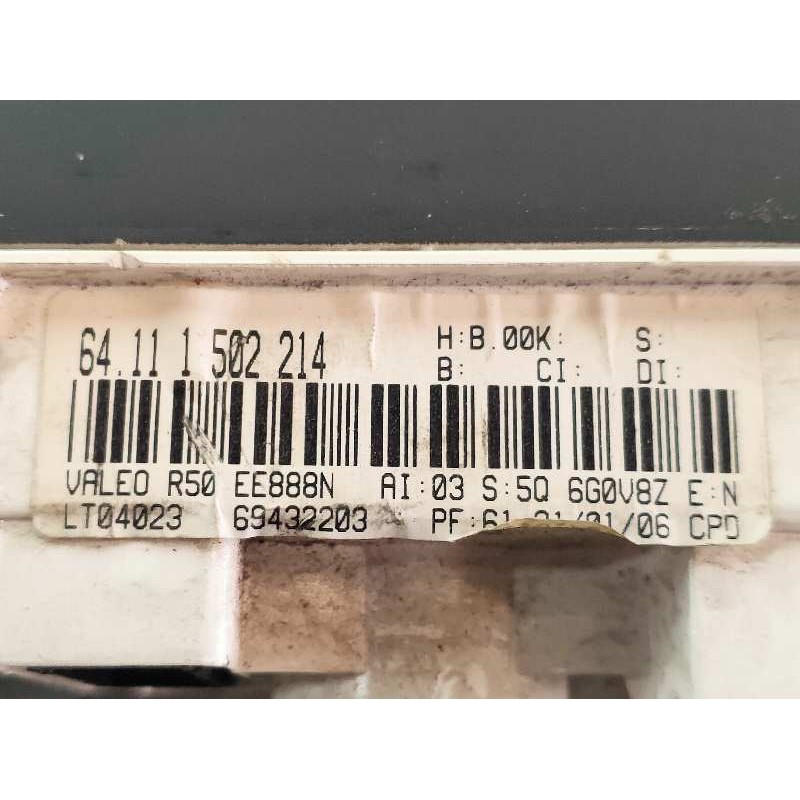 64.11 1 502 214 H:B.00K: S:
B: CI: DI:
VALEO R50 EE888N AI:03 S:5Q 6G0V8Z E:N
LT04023 69432203 PF:61 /01/06 CPD